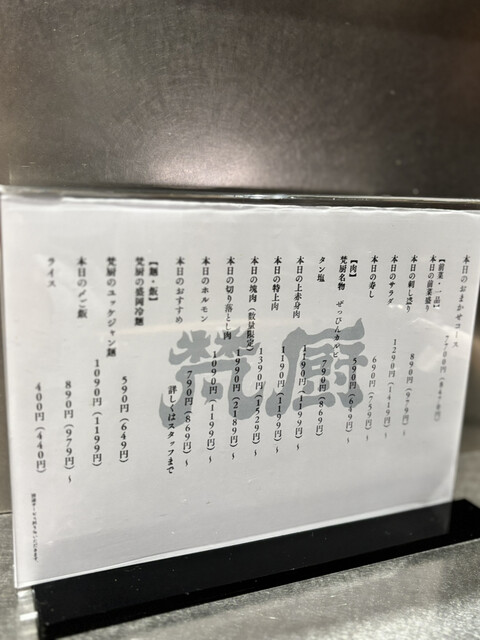 本日のおまかせコース
7700円(8470円)
【前菜・一品】
本日の前菜盛り
890円(979円)～
本日の刺し盛り
1290円(1419円)～
本日のサラダ
690円(759円)～
本日の寿し
590円(649円)～
【肉】
梵厨名物 ぜっぴんカルビ
790円(869円)
タン塩
1190円
本日の上赤身肉
1090円(1199円)～
本日の特上肉
1390円(1529円)～
本日の塊肉(数量限定)
1990円(2189円)～
本日の切り落とし肉
1090円(1199円)～
本日のホルモン
790円(869円)～
本日のおすすめ
詳しくはスタッフまで
【麺・飯】
梵厨の盛岡冷麺
590円(649円)
梵厨のユッケジャン麺
1090円(1199円)
本日の〆ご飯
890円(979円)～
ライス
400円(440円)
梵厨